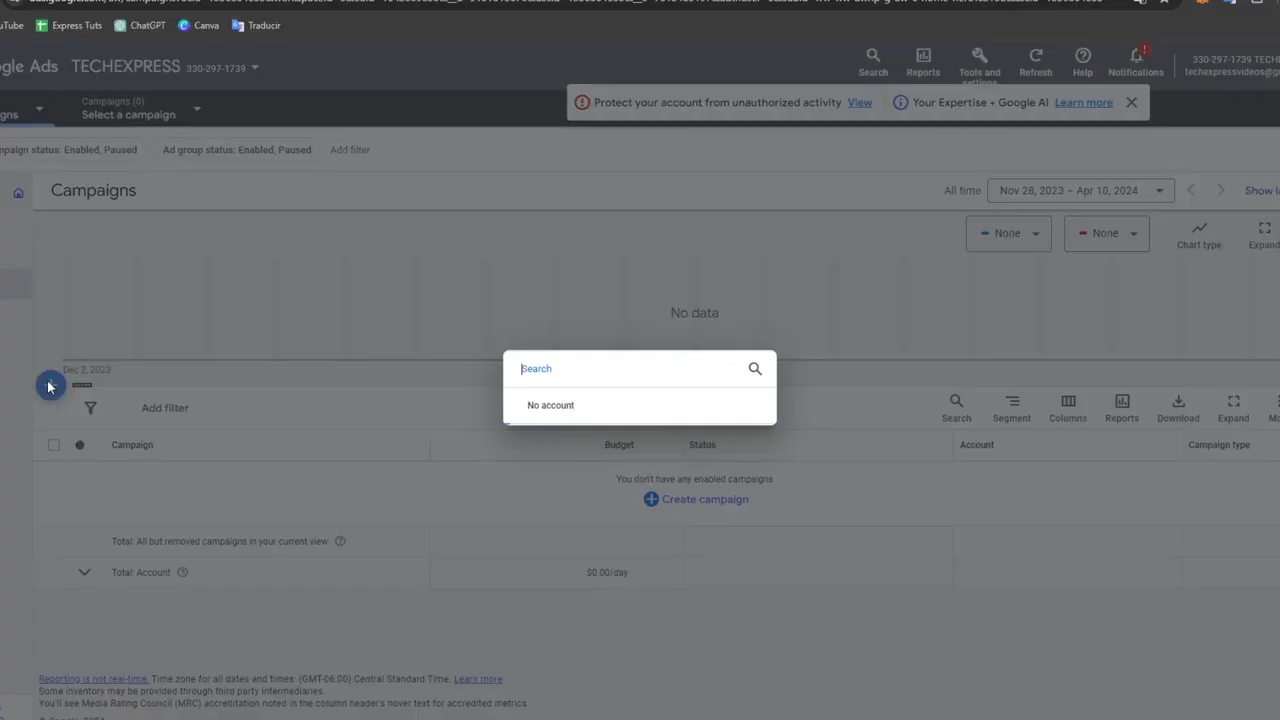 Tube
Express Tuts
ChatGPT
Canva
Traducir
gle Ads
TECHEXPRESS 330-297-1739
Search
Reports
Tools and
settings
Refresh
Help
Notifications
330-297-1739 TECH
techexpressvideos@g
Campaigns (0)
Select a campaign
gns
Protect your account from unauthorized activity View
Your Expertise + Google AI Learn more
paign status: Enabled, Paused
Ad group status: Enabled, Paused
Add filter
Campaigns
All time
Nov 28, 2023 – Apr 10, 2024
Show la
None
None
Chart type
Expand
No data
Dec 2, 2023
Search
No account
Add filter
Search
Segment
Columns
Reports
Download
Expand
Mo
Campaign
Budget
Status
Account
Campaign type
You don't have any enabled campaigns
Create campaign
Total: All but removed campaigns in your current view
Total: Account
$0.00/day
Reporting is not real-time. Time zone for all dates and times: (GMT-06:00) Central Standard Time. Learn more
Some inventory may be provided through third party intermediaries.
You'll see Media Rating Council (MRC) accreditation noted in the column header's hover text for accredited metrics.